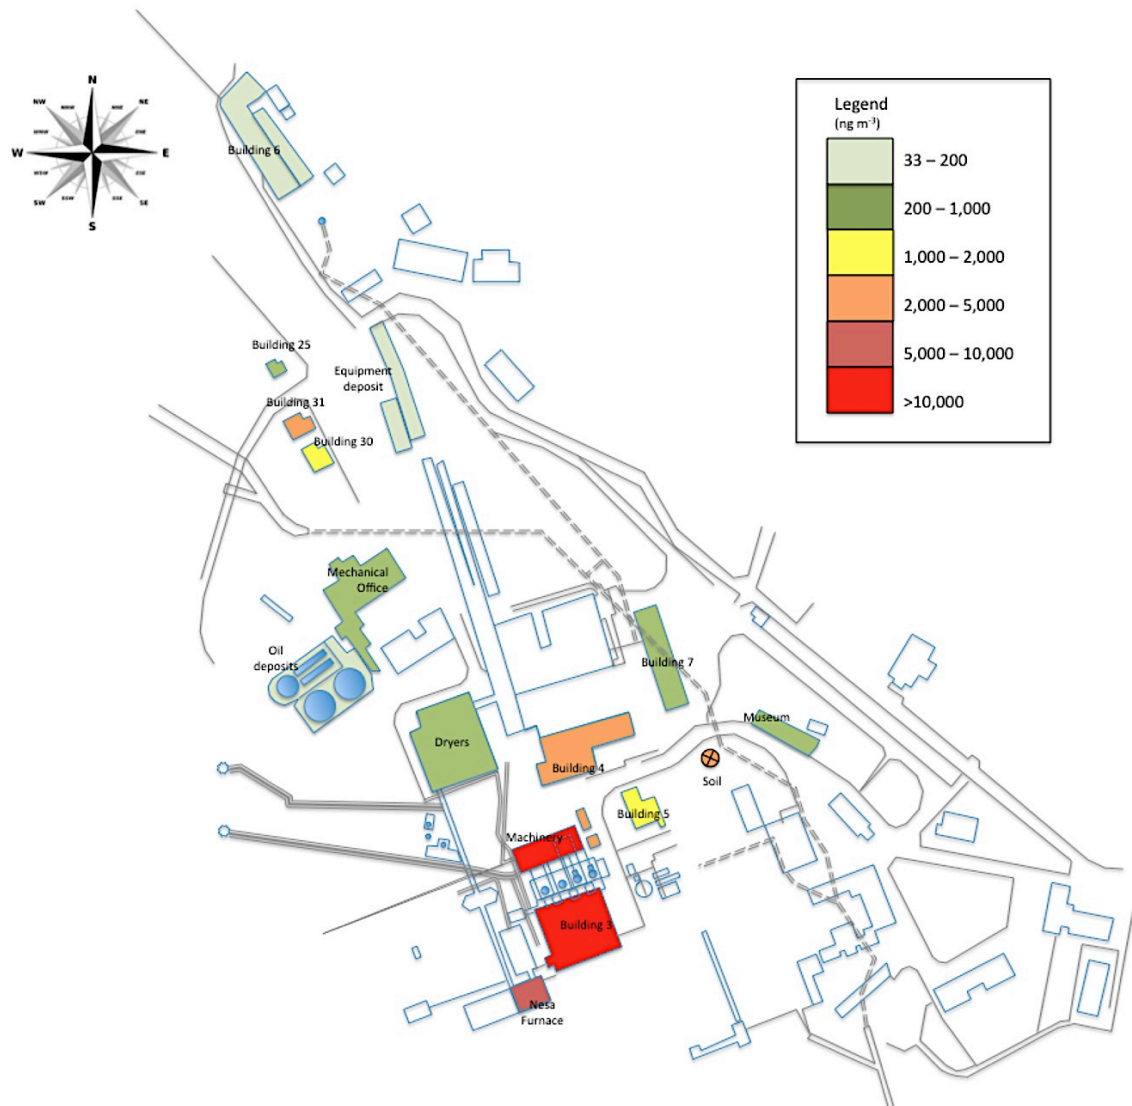 N
NW
NE
W
E
SW
SE
S
Legend
(ng m-3)
33 – 200
200 – 1,000
1,000 – 2,000
2,000 – 5,000
5,000 – 10,000
>10,000
Building 6
Building 25
Equipment
deposit
Building 31
Building 30
Mechanical
Office
Oil
deposits
Building 7
Museum
Dryers
Building 4
Soil
Building 5
Machinery
Building 3
Nesa
Furnace